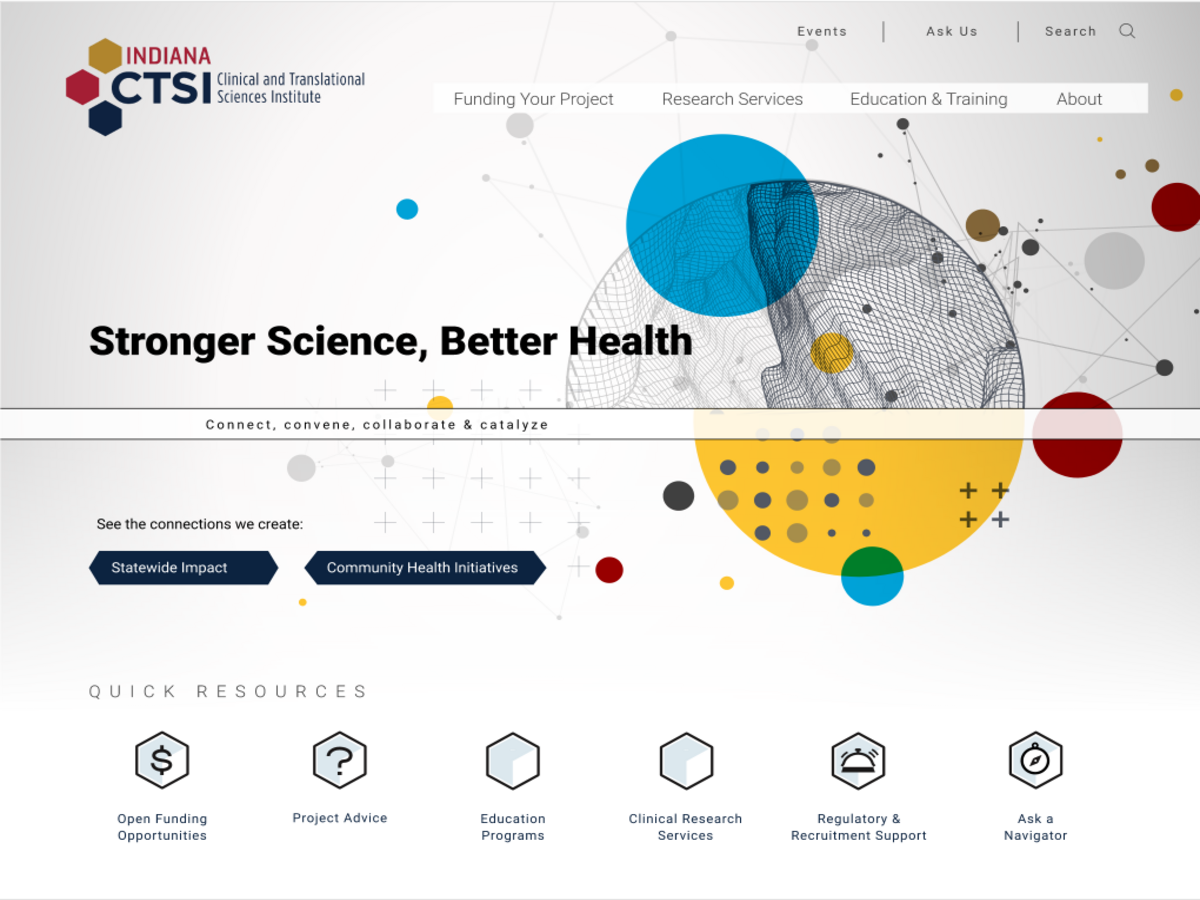 Events
Ask Us
Search
INDIANA
CTSI
Clinical and Translational
Sciences Institute
Funding Your Project
Research Services
Education & Training
About
Stronger Science, Better Health
Connect, convene, collaborate & catalyze
See the connections we create:
Statewide Impact
Community Health Initiatives
QUICK RESOURCES
$
?
Open Funding
Opportunities
Project Advice
Education
Programs
Clinical Research
Services
Regulatory &
Recruitment Support
Ask a
Navigator